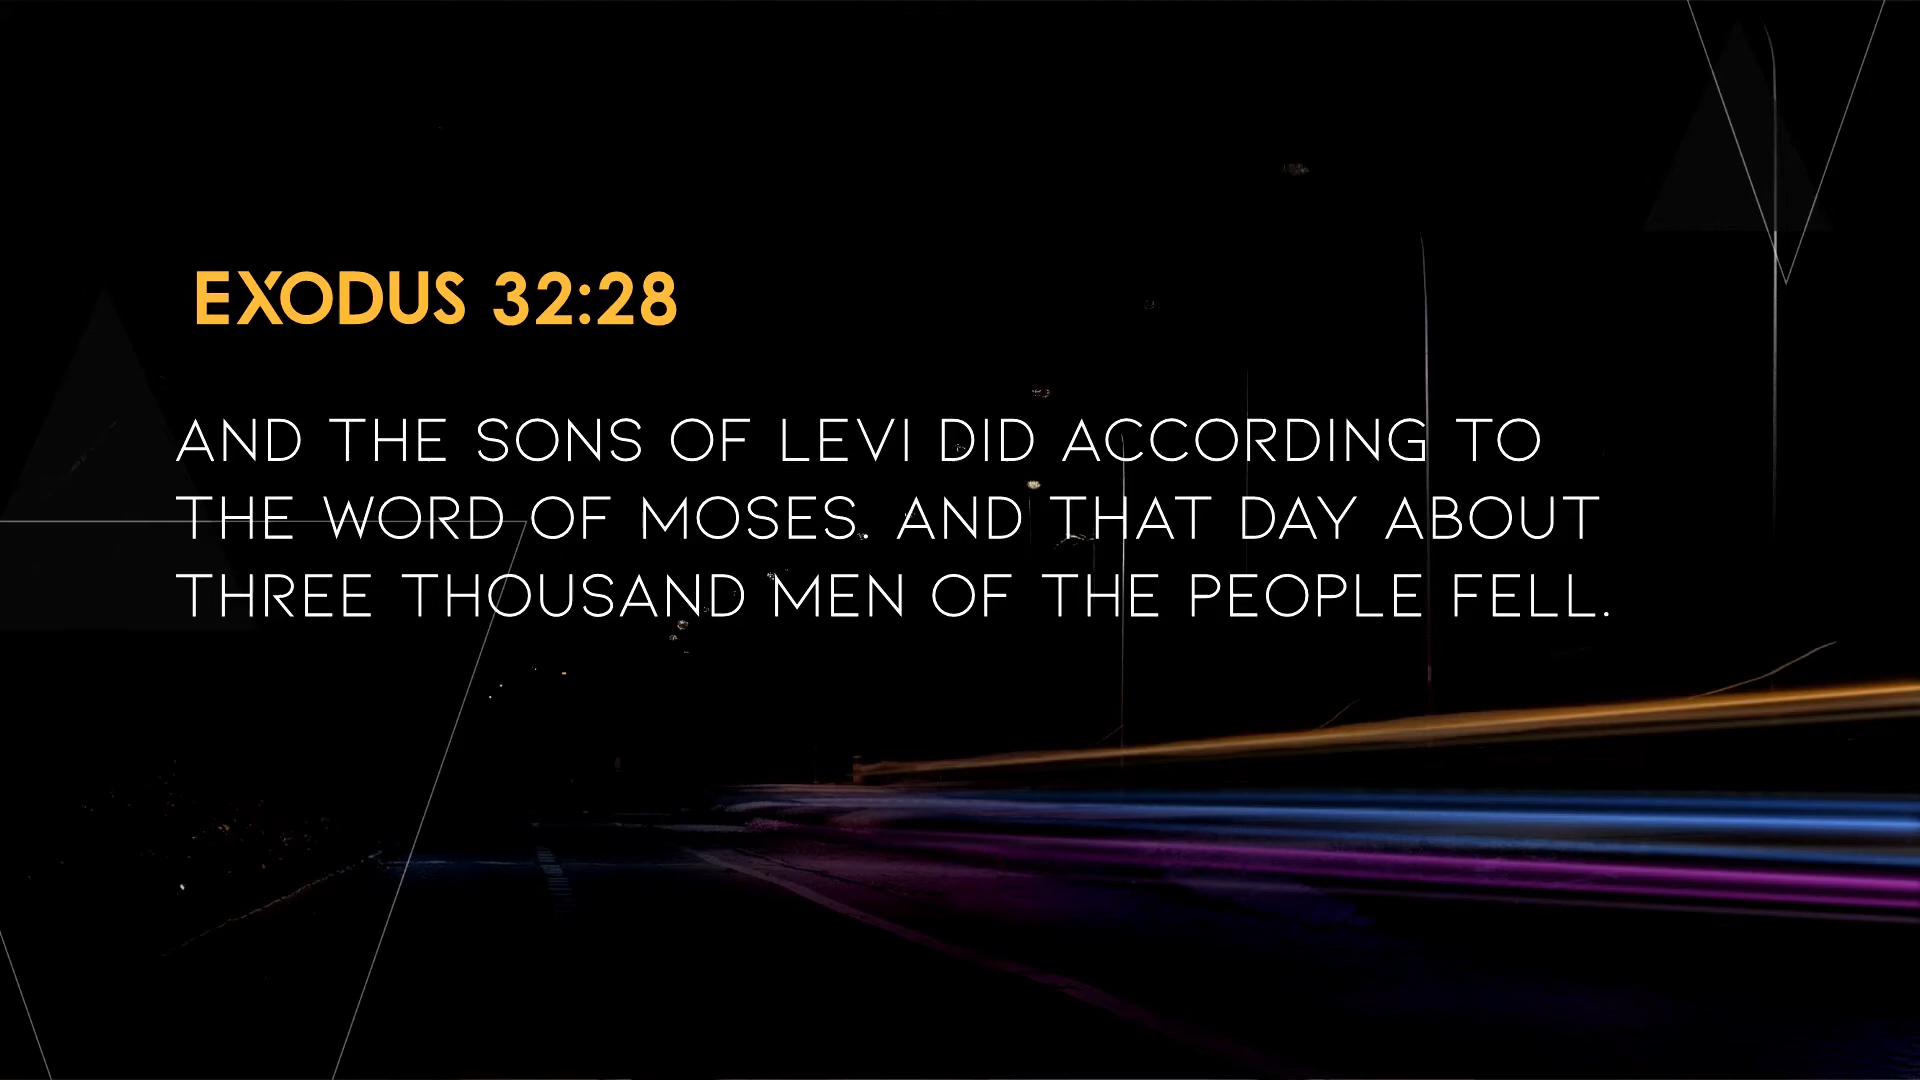 EXODUS 32:28
AND THE SONS OF LEVI DID ACCORDING TO
THE WORD OF MOSES. AND THAT DAY ABOUT
THREE THOUSAND MEN OF THE PEOPLE FELL.